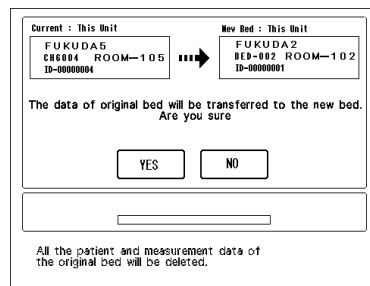 Current : This Unit
New Bed : This Unit
FUKUDA5
CH6004 ROOM-105
ID-00000004
FUKUDA2
BED-002 ROOM-102
ID-00000001
The data of original bed will be transferred to the new bed.
Are you sure
YES
NO
All the patient and measurement data of
the original bed will be deleted.